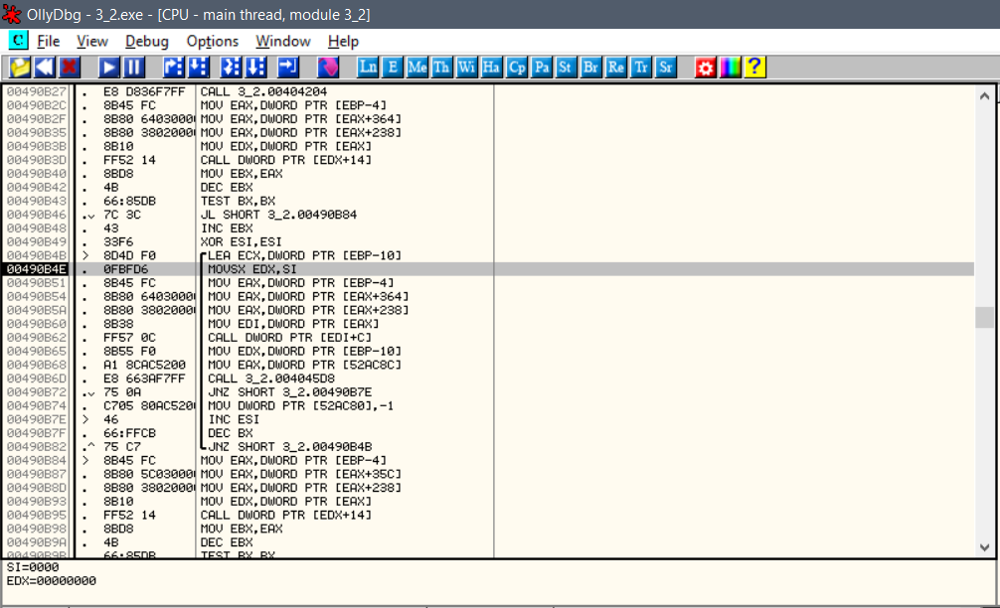 OllyDbg - 3_2.exe - [CPU - main thread, module 3_2]
C File View Debug Options Window Help
Ln E Me Th Wi Ha Cp Pa St Br Re Tr Sr ?
00490B27 . E8 D836F7FF CALL 3_2.00404204
00490B2C . 8B45 FC MOV EAX,DWORD PTR [EBP-4]
00490B2F . 8B80 64030000 MOV EAX,DWORD PTR [EAX+364]
00490B35 . 8B80 38020000 MOV EAX,DWORD PTR [EAX+238]
00490B3B . 8B10 MOV EDX,DWORD PTR [EAX]
00490B3D . FF52 14 CALL DWORD PTR [EDX+14]
00490B40 . 8BD8 MOV EBX,EAX
00490B42 . 4B DEC EBX
00490B43 . 66:85DB TEST BX,BX
00490B46 .v 7C 3C JL SHORT 3_2.00490B84
00490B48 . 43 INC EBX
00490B49 . 33F6 XOR ESI,ESI
00490B4B > 8D4D F0 LEA ECX,DWORD PTR [EBP-10]
00490B4E . 0FBFD6 MOVSX EDX,SI
00490B51 . 8B45 FC MOV EAX,DWORD PTR [EBP-4]
00490B54 . 8B80 64030000 MOV EAX,DWORD PTR [EAX+364]
00490B5A . 8B80 38020000 MOV EAX,DWORD PTR [EAX+238]
00490B60 . 8B38 MOV EDI,DWORD PTR [EAX]
00490B62 . FF57 0C CALL DWORD PTR [EDI+C]
00490B65 . 8B55 F0 MOV EDX,DWORD PTR [EBP-10]
00490B68 . A1 8CAC5200 MOV EAX,DWORD PTR [52AC8C]
00490B6D . E8 663AF7FF CALL 3_2.004045D8
00490B72 .v 75 0A JNZ SHORT 3_2.00490B7E
00490B74 . C705 80AC5200 MOV DWORD PTR [52AC80],-1
00490B7E > 46 INC ESI
00490B7F . 66:FFCB DEC BX
00490B82 .^ 75 C7 JNZ SHORT 3_2.00490B4B
00490B84 > 8B45 FC MOV EAX,DWORD PTR [EBP-4]
00490B87 . 8B80 5C030000 MOV EAX,DWORD PTR [EAX+35C]
00490B8D . 8B80 38020000 MOV EAX,DWORD PTR [EAX+238]
00490B93 . 8B10 MOV EDX,DWORD PTR [EAX]
00490B95 . FF52 14 CALL DWORD PTR [EDX+14]
00490B98 . 8BD8 MOV EBX,EAX
00490B9A . 4B DEC EBX
00490B9B . 66:85DB TEST BX,BX
SI=0000
EDX=00000000